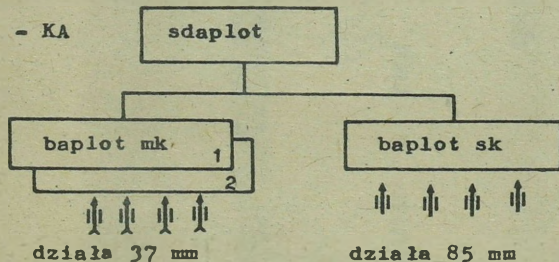 - KA sdaplot
baplot mk
1
2
baplot sk
działa 37 mm działa 85 mm